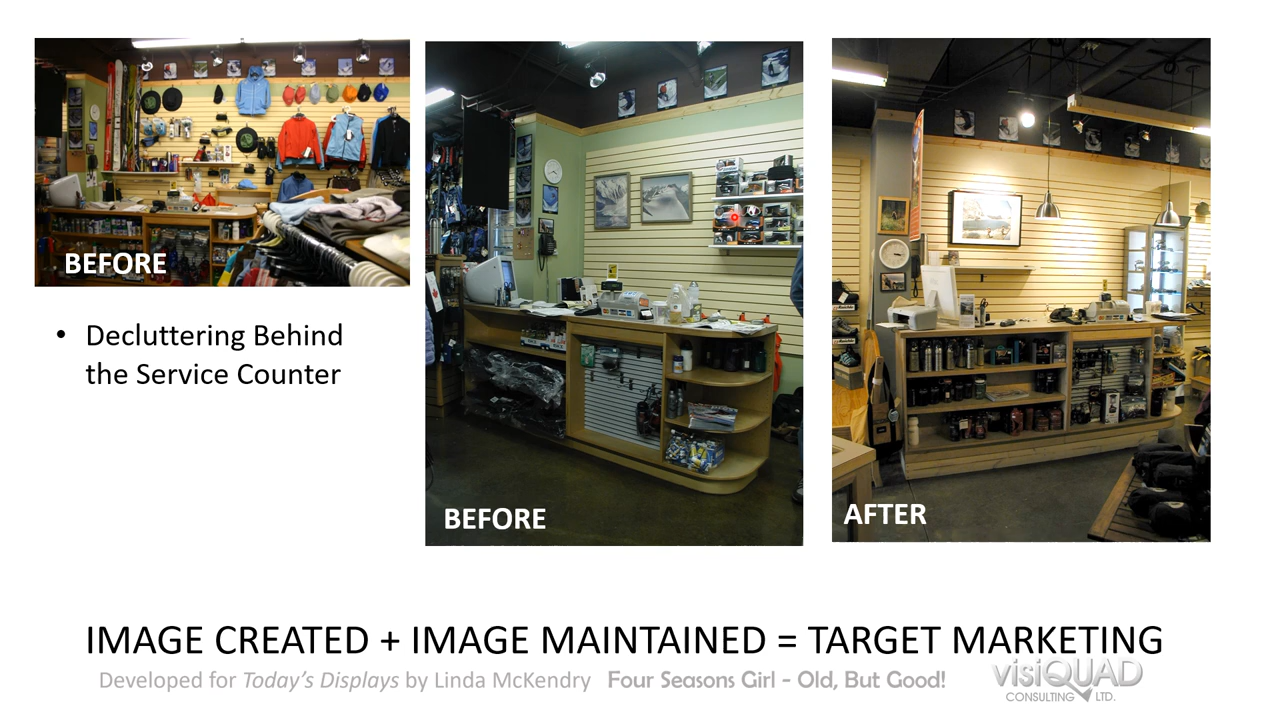 BEFORE
• Decluttering Behind
the Service Counter
BEFORE
AFTER
IMAGE CREATED + IMAGE MAINTAINED = TARGET MARKETING
Developed for Today's Displays by Linda McKendry Four Seasons Girl - Old, But Good!
visiQUAD
CONSULTING LTD.